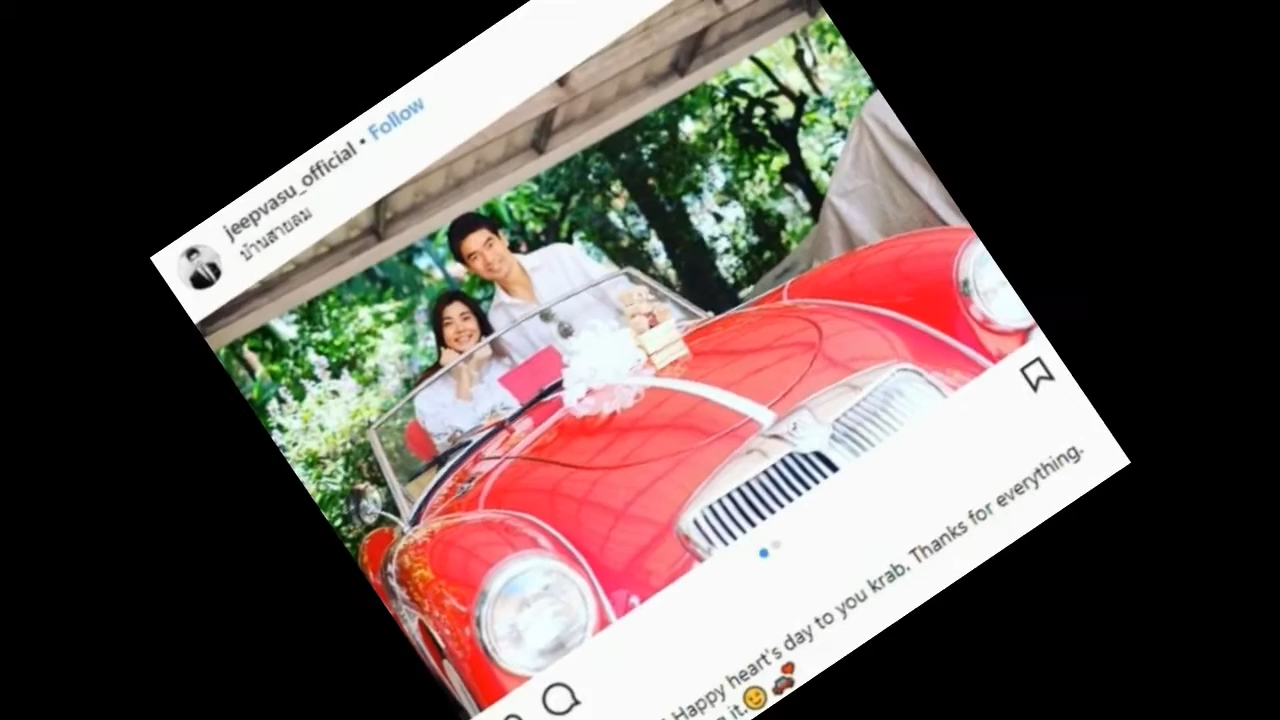 jeepvasu_official • Follow
บ้านสายลม
Happy heart's day to you krab. Thanks for everything.
it.😉